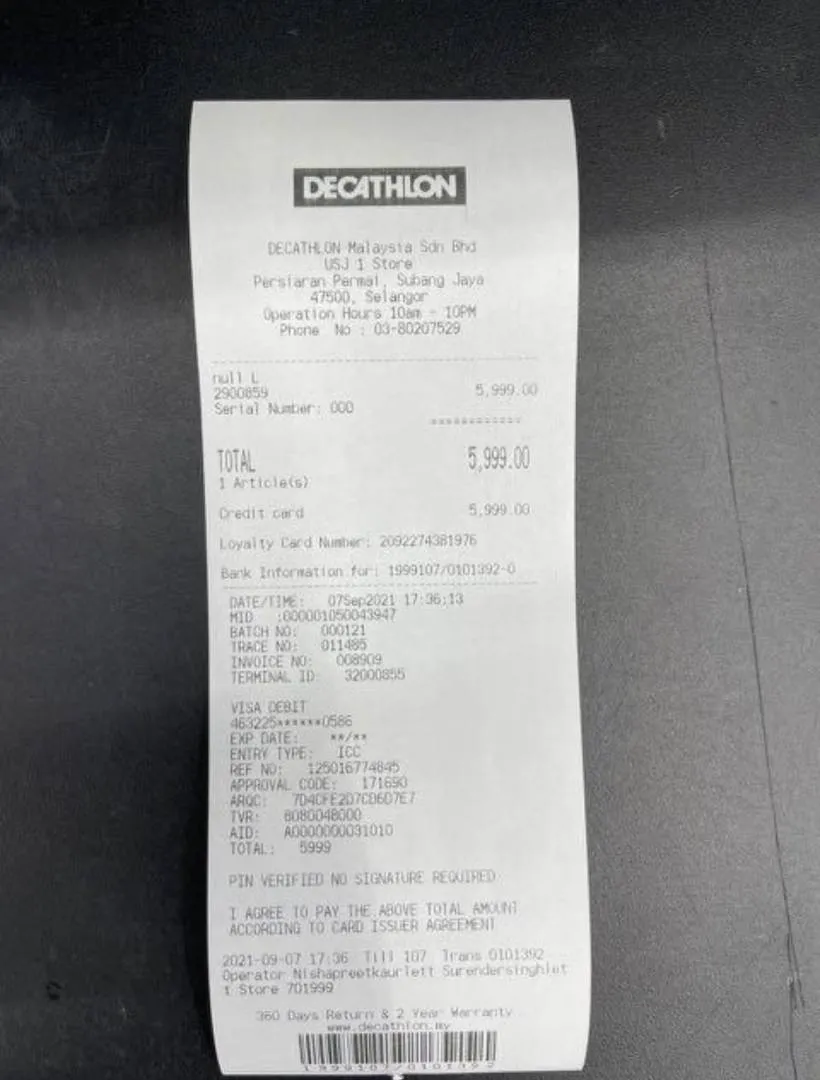 DECATHLON
DECATHLON Malaysia Sdn Bhd
USJ 1 Store
Persiaran Permai, Subang Jaya
47500, Selangor
Operation Hours 10am - 10PM
Phone No : 03-80207529
null L
2900859 5,999.00
Serial Number: 000
TOTAL 5,999.00
1 Article(s)
Credit card 5,999.00
Loyalty Card Number: 2092274381976
Bank Information for: 1999107/0101392-0
DATE/TIME: 07Sep2021 17:36:13
MID :000001050043947
BATCH NO: 000121
TRACE NO: 011485
INVOICE NO: 008909
TERMINAL ID: 32000855
VISA DEBIT
463225******0586
EXP DATE: **/**
ENTRY TYPE: ICC
REF NO: 125016774845
APPROVAL CODE: 171690
ARQC: 7D4CFE2D7CD6D7E7
TVR: 8080048000
AID: A0000000031010
TOTAL: 5999
PIN VERIFIED NO SIGNATURE REQUIRED
I AGREE TO PAY THE ABOVE TOTAL AMOUNT
ACCORDING TO CARD ISSUER AGREEMENT
2021-09-07 17:36 Till 107 Trans 0101392
Operator Nishapreetkaurlett Surendersinghlet
t Store 701999
360 Days Return & 2 Year Warranty
www.decathlon.my